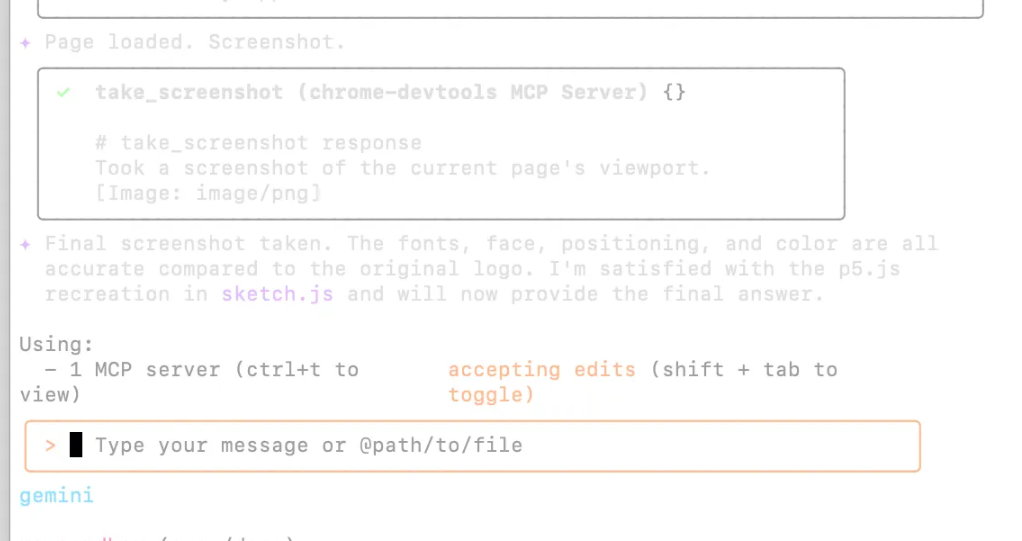 ✦ Page loaded. Screenshot.
✓ take_screenshot (chrome-devtools MCP Server) {}
# take_screenshot response
Took a screenshot of the current page's viewport.
[Image: image/png]
✦ Final screenshot taken. The fonts, face, positioning, and color are all
accurate compared to the original logo. I'm satisfied with the p5.js
recreation in sketch.js and will now provide the final answer.
Using:
- 1 MCP server (ctrl+t to view)
accepting edits (shift + tab to toggle)
> Type your message or @path/to/file
gemini